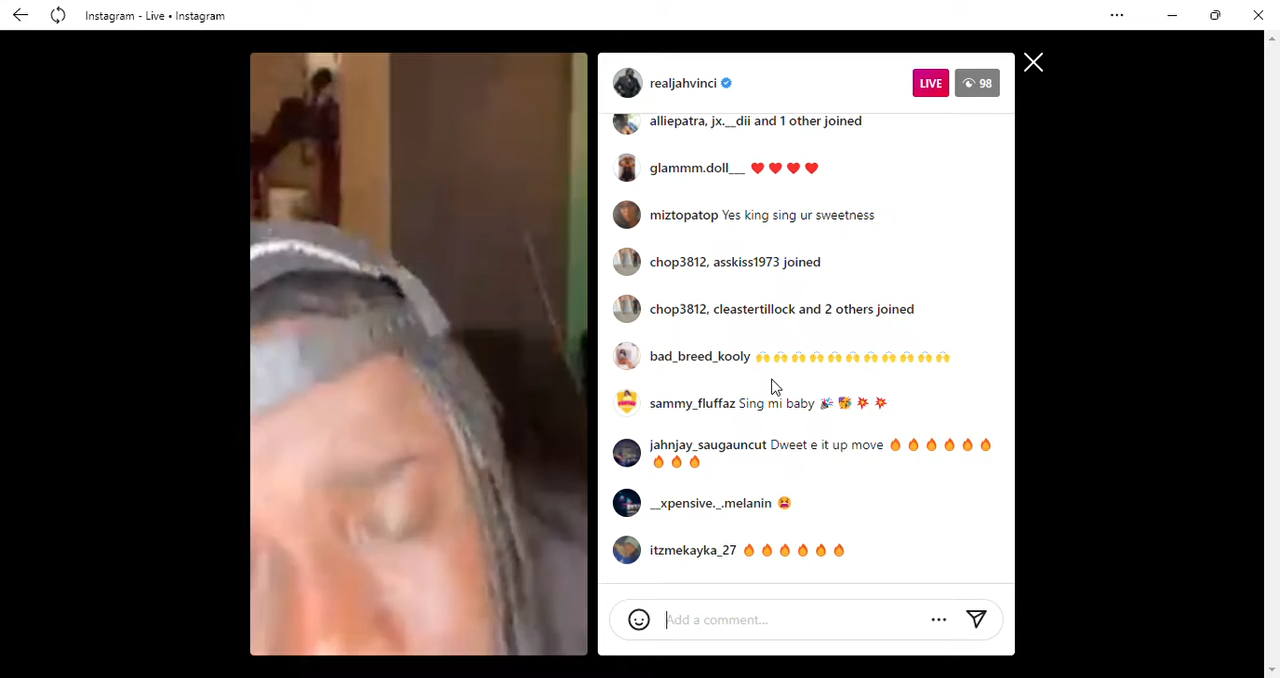 Instagram - Live • Instagram
realjahvinci
LIVE
98
alliepatra, jx.__dii and 1 other joined
glammm.doll___ ❤️❤️❤️❤️
miztopatop Yes king sing ur sweetness
chop3812, asskiss1973 joined
chop3812, cleastertillock and 2 others joined
bad_breed_kooly 🙌🙌🙌🙌🙌🙌🙌🙌🙌🙌🙌
sammy_fluffaz Sing mi baby 🎉🥳💥💥
jahnjay_saugauncut Dweet e it up move 🔥🔥🔥🔥🔥🔥
🔥🔥🔥
__xpensive._.melanin 😫
itzmekayka_27 🔥🔥🔥🔥🔥🔥
Add a comment...